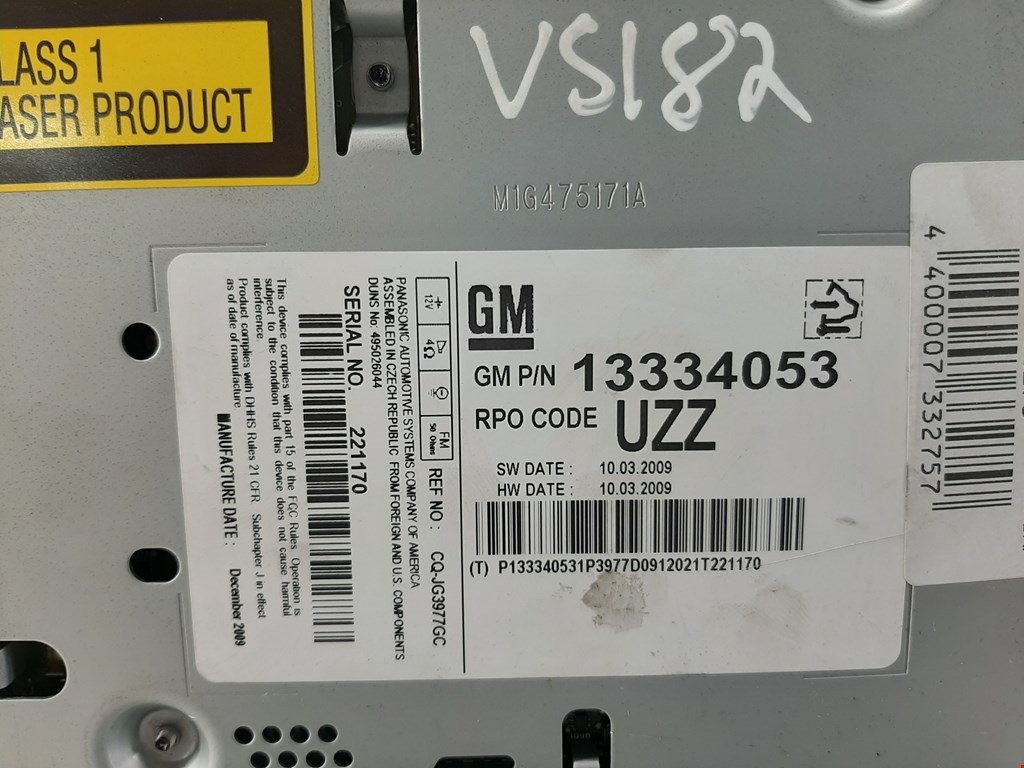 LASS 1
ASER PRODUCT
VS182
M1G475171A
4 400007 332757
GM
GM P/N 13334053
RPO CODE UZZ
SW DATE : 10.03.2009
HW DATE : 10.03.2009
(T) P133340531P3977D0912021T221170
12V
4Ω
FM
50 Ohms
REF NO : CQ-JG3977GC
PANASONIC AUTOMOTIVE SYSTEMS COMPANY OF AMERICA
ASSEMBLED IN CZECH REPUBLIC FROM FOREIGN AND U.S. COMPONENTS
DUNS No: 495026044
SERIAL NO. 221170
This device complies with part 15 of the FCC Rules. Operation is
subject to the condition that this device does not cause harmful
interference.
Product complies with DHHS Rules 21 CFR Subchapter J in effect
as of date of manufacture
MANUFACTURE DATE : December 2009